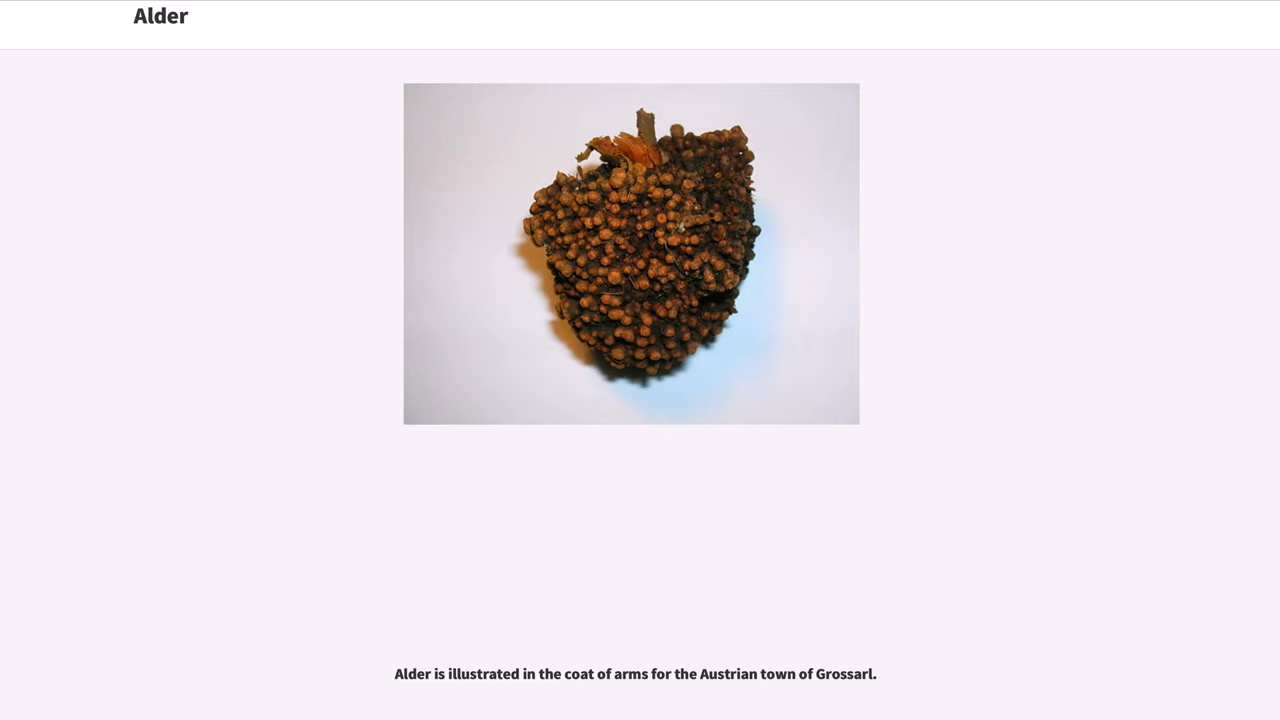 Alder
Alder is illustrated in the coat of arms for the Austrian town of Grossarl.